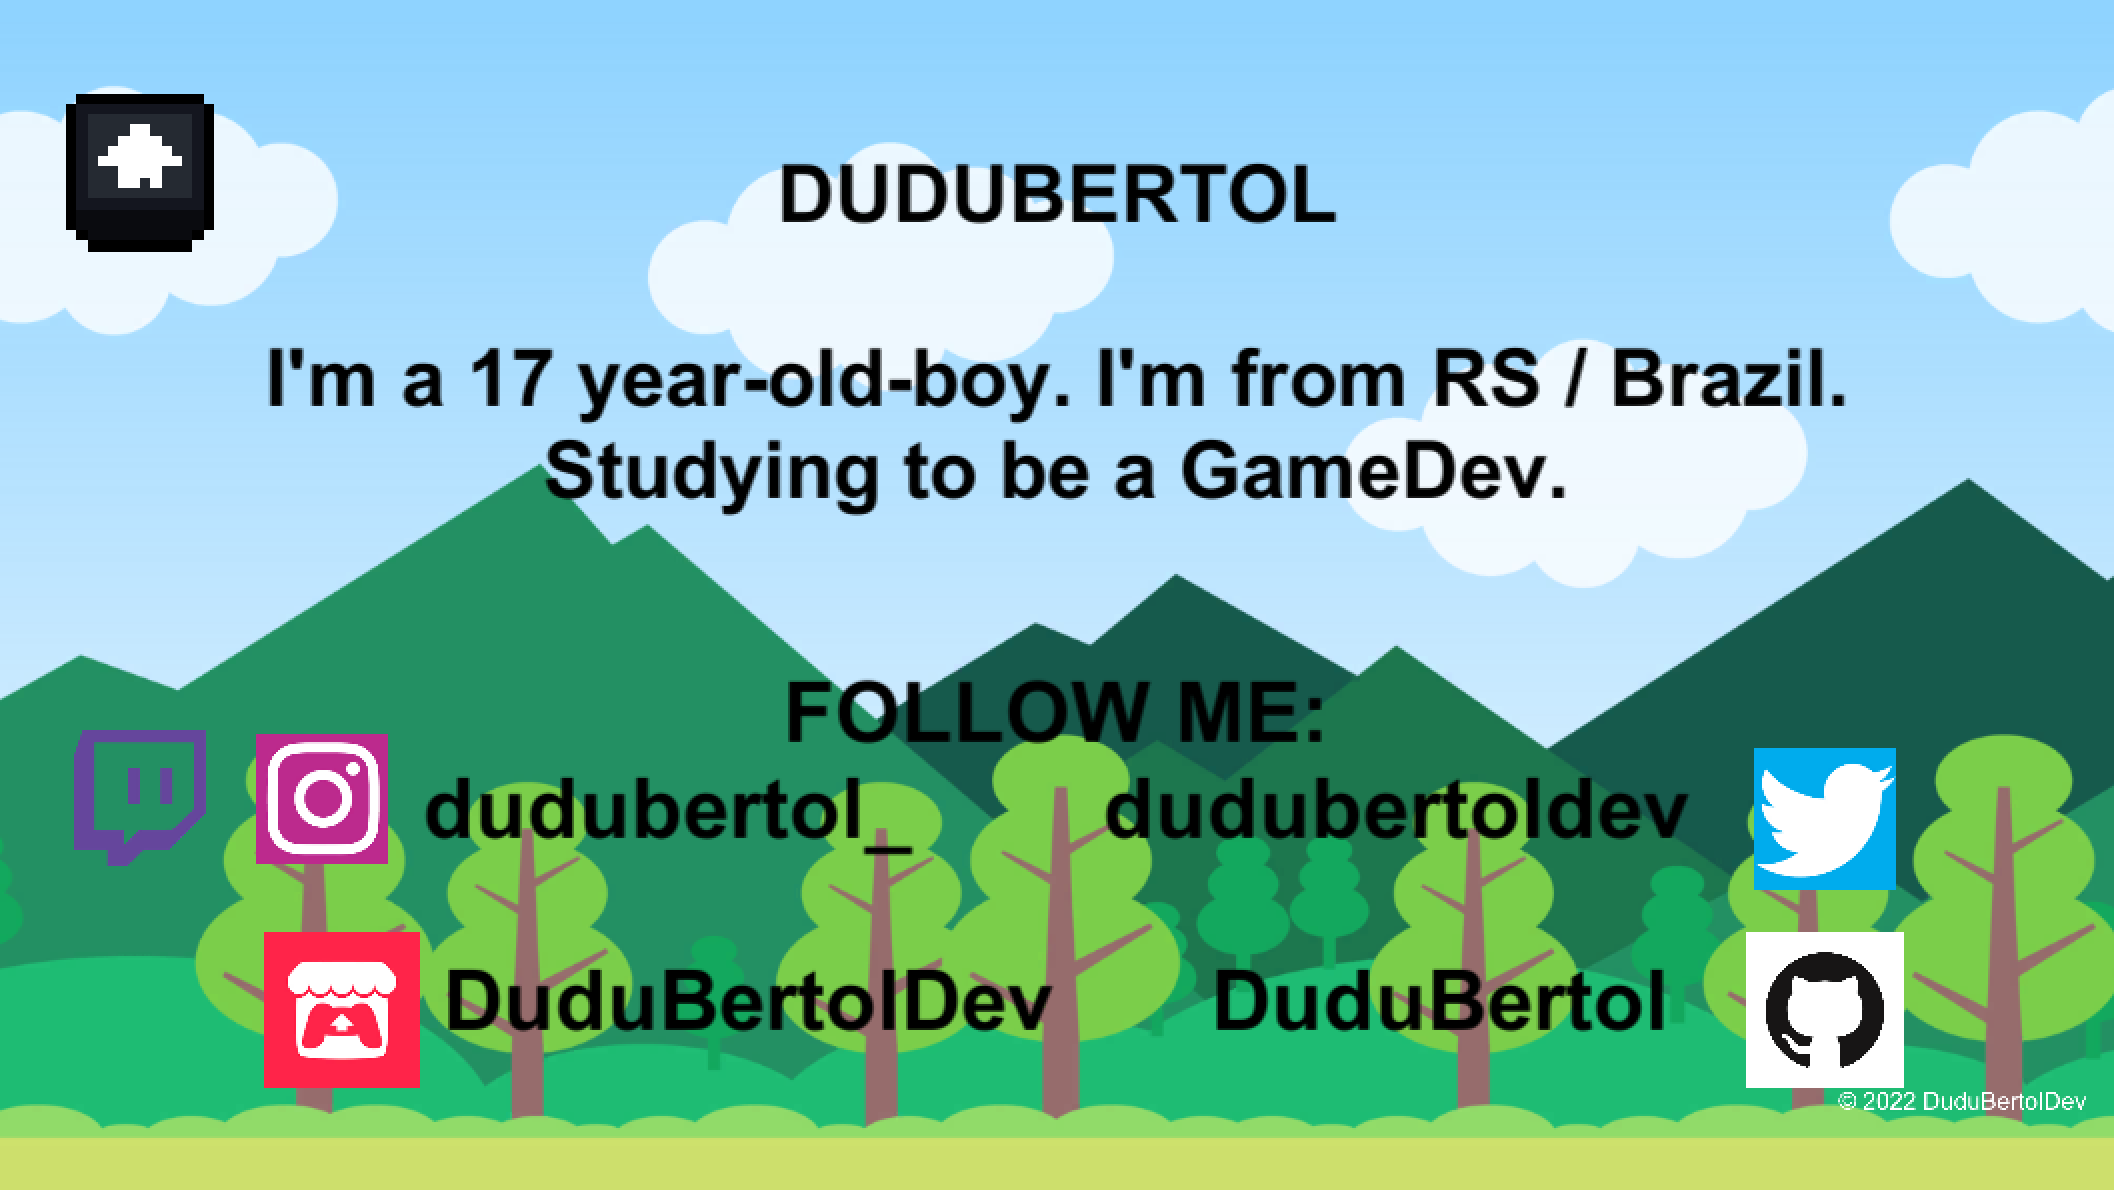 DUDUBERTOL
I'm a 17 year-old-boy. I'm from RS / Brazil.
Studying to be a GameDev.
FOLLOW ME:
dudubertol_
dudubertoldev
DuduBertolDev
DuduBertol
© 2022 DuduBertolDev